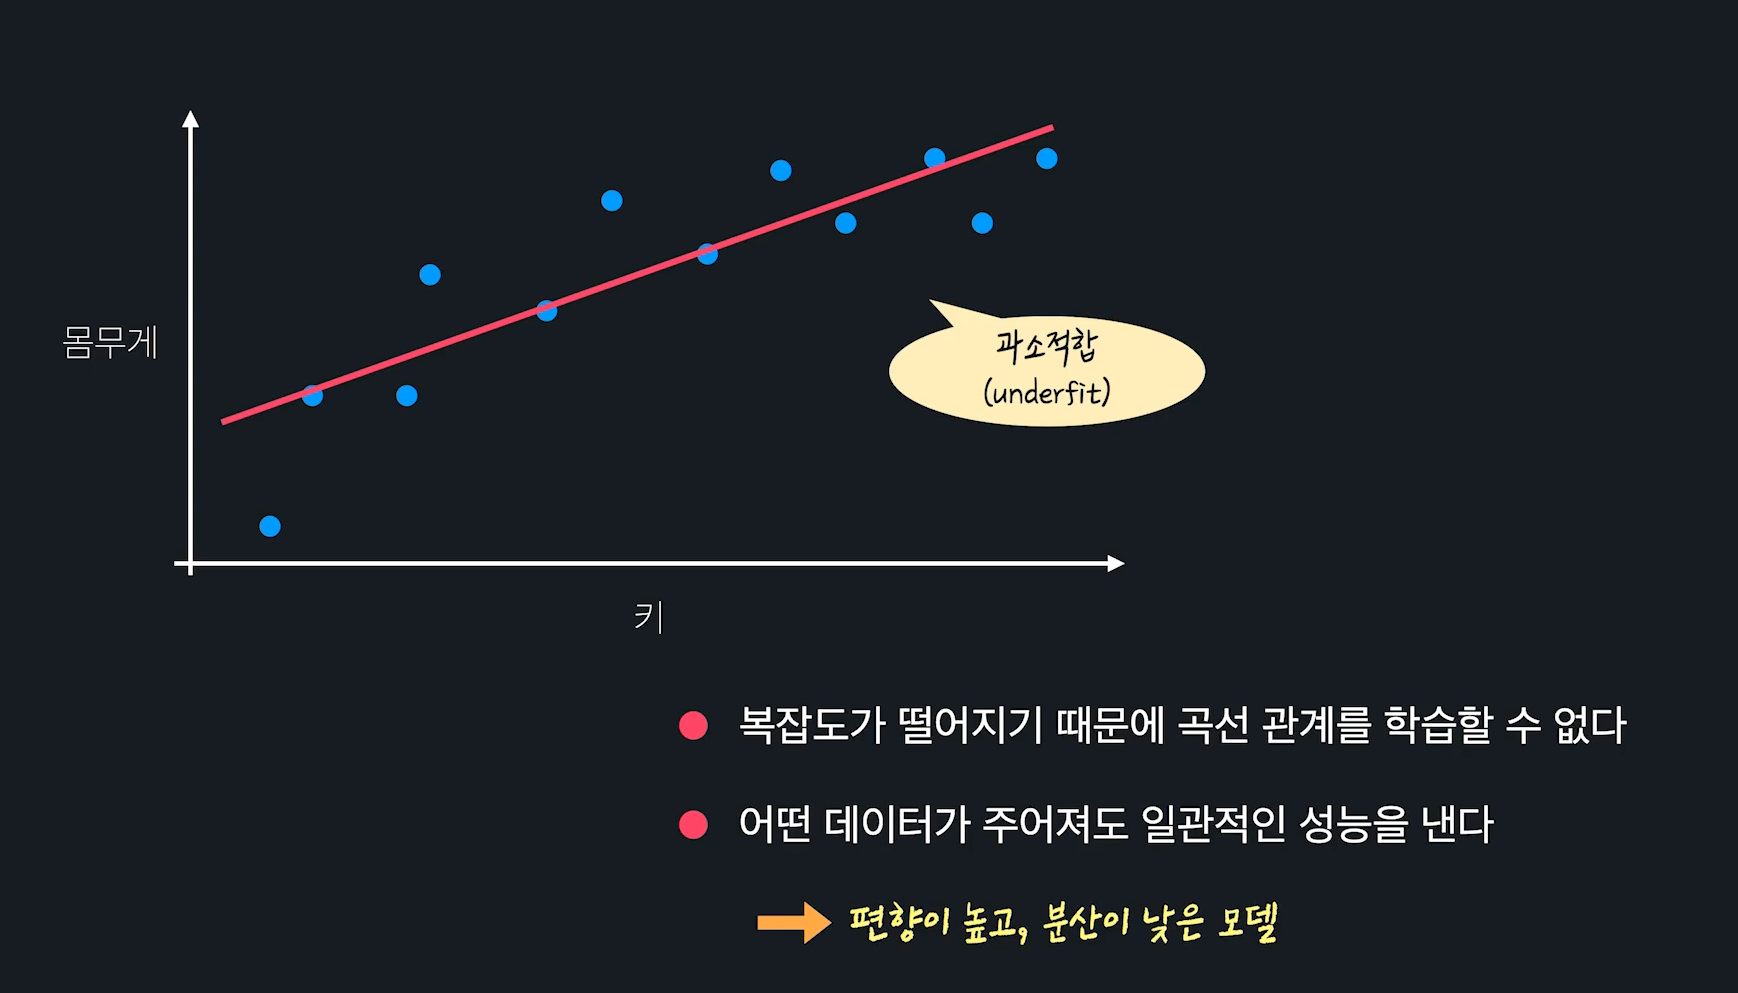 몸무게
과소적합
(underfit)
키
복잡도가 떨어지기 때문에 곡선 관계를 학습할 수 없다
어떤 데이터가 주어져도 일관적인 성능을 낸다
편향이 높고, 분산이 낮은 모델